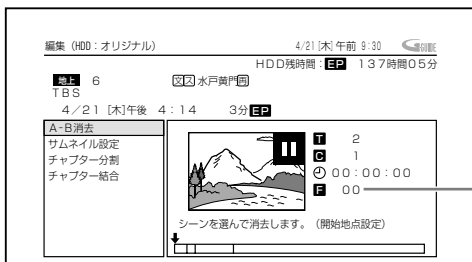 編集（HDD：オリジナル） 4/21［木］午前 9:30 GGUIDE
HDD残時間：EP 137時間05分
地上 6 文ス水戸黄門再
TBS
4／21［木］午後 4：14 3分EP
A-B消去
サムネイル設定
チャプター分割
チャプター結合
T 2
C 1
00：00：00
F 00
シーンを選んで消去します。（開始地点設定）